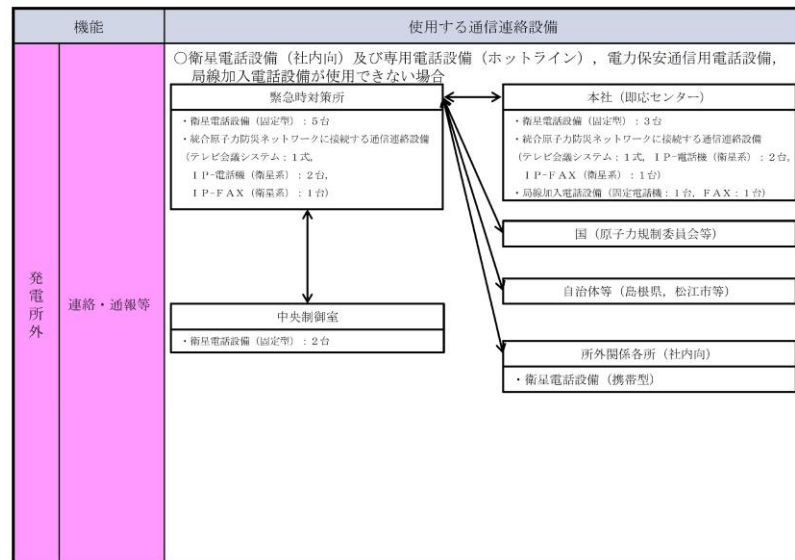 機能
使用する通信連絡設備
発電所外
連絡・通報等
○衛星電話設備（社内向）及び専用電話設備（ホットライン），電力保安通信用電話設備，
局線加入電話設備が使用できない場合
緊急時対策所
・衛星電話設備（固定型）：５台
・統合原子力防災ネットワークに接続する通信連絡設備
（テレビ会議システム：１式，
ＩＰ-電話機（衛星系）：２台，
ＩＰ-ＦＡＸ（衛星系）：１台）
本社（即応センター）
・衛星電話設備（固定型）：３台
・統合原子力防災ネットワークに接続する通信連絡設備
（テレビ会議システム：１式，ＩＰ-電話機（衛星系）：２台，
ＩＰ-ＦＡＸ（衛星系）：１台）
・局線加入電話設備（固定電話機：１台，ＦＡＸ：１台）
国（原子力規制委員会等）
自治体等（島根県，松江市等）
中央制御室
・衛星電話設備（固定型）：２台
所外関係各所（社内向）
・衛星電話設備（携帯型）